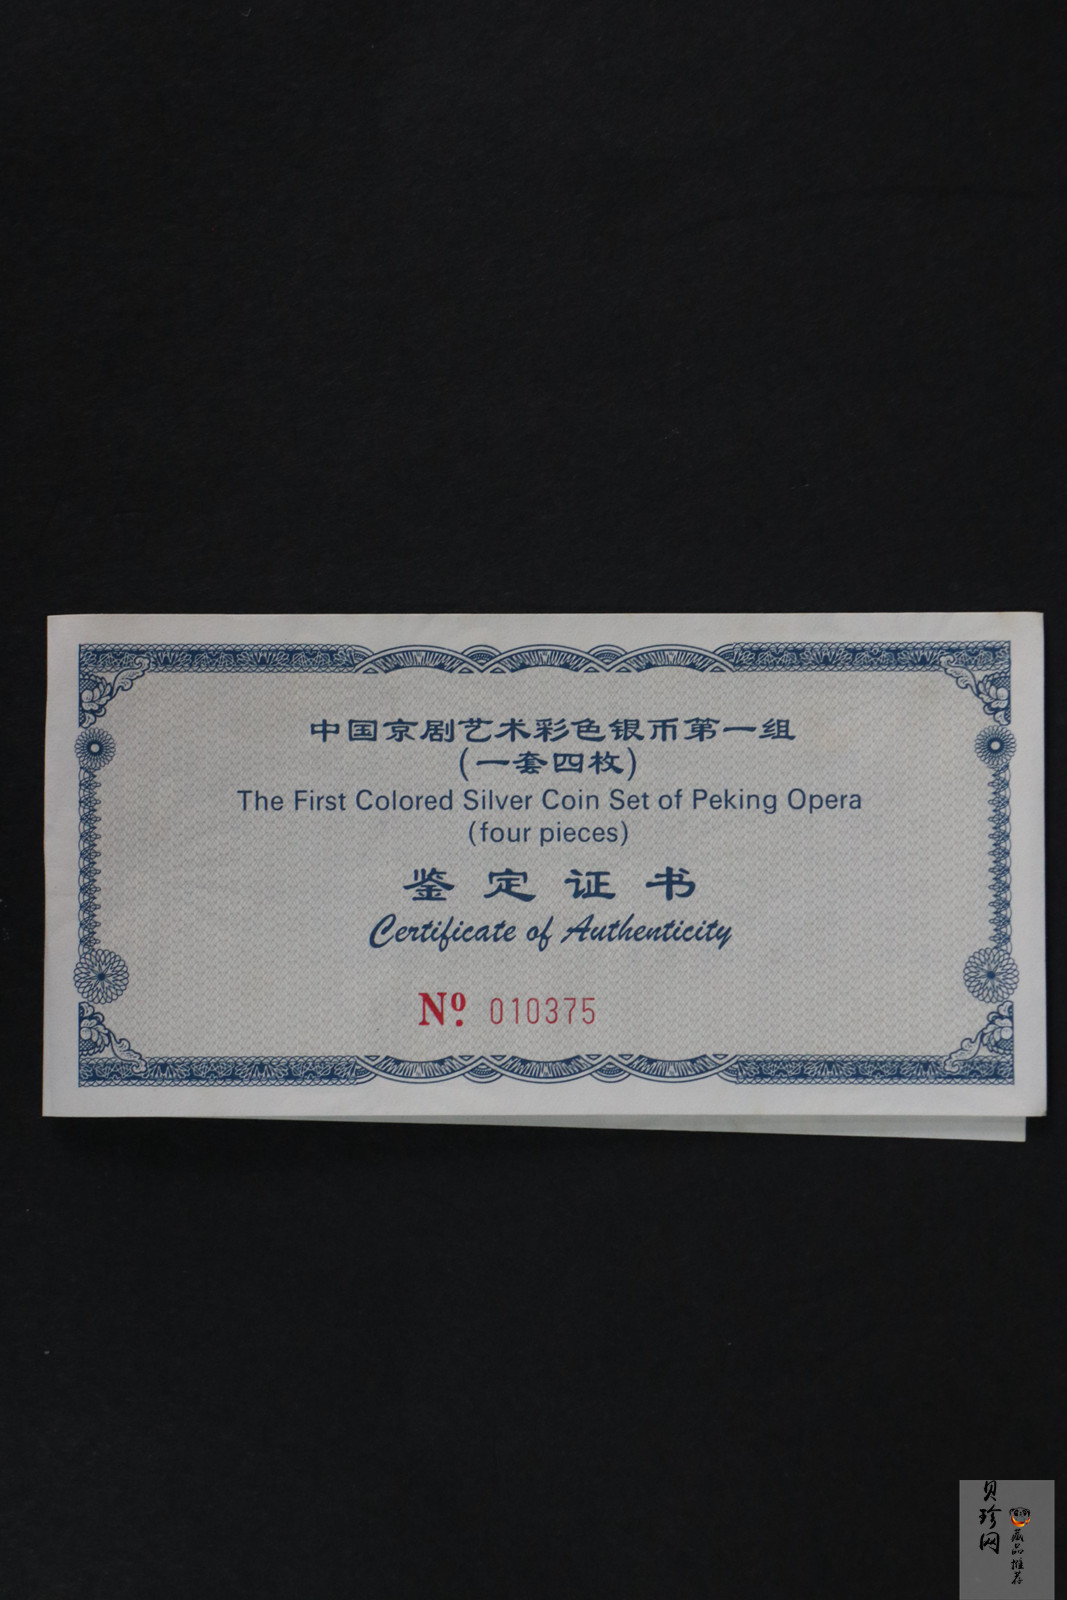 中国京剧艺术彩色银币第一组
(一套四枚)
The First Colored Silver Coin Set of Peking Opera
(four pieces)
鉴定证书
Certificate of Authenticity
Nº. 010375
贝珍网
藏品推荐